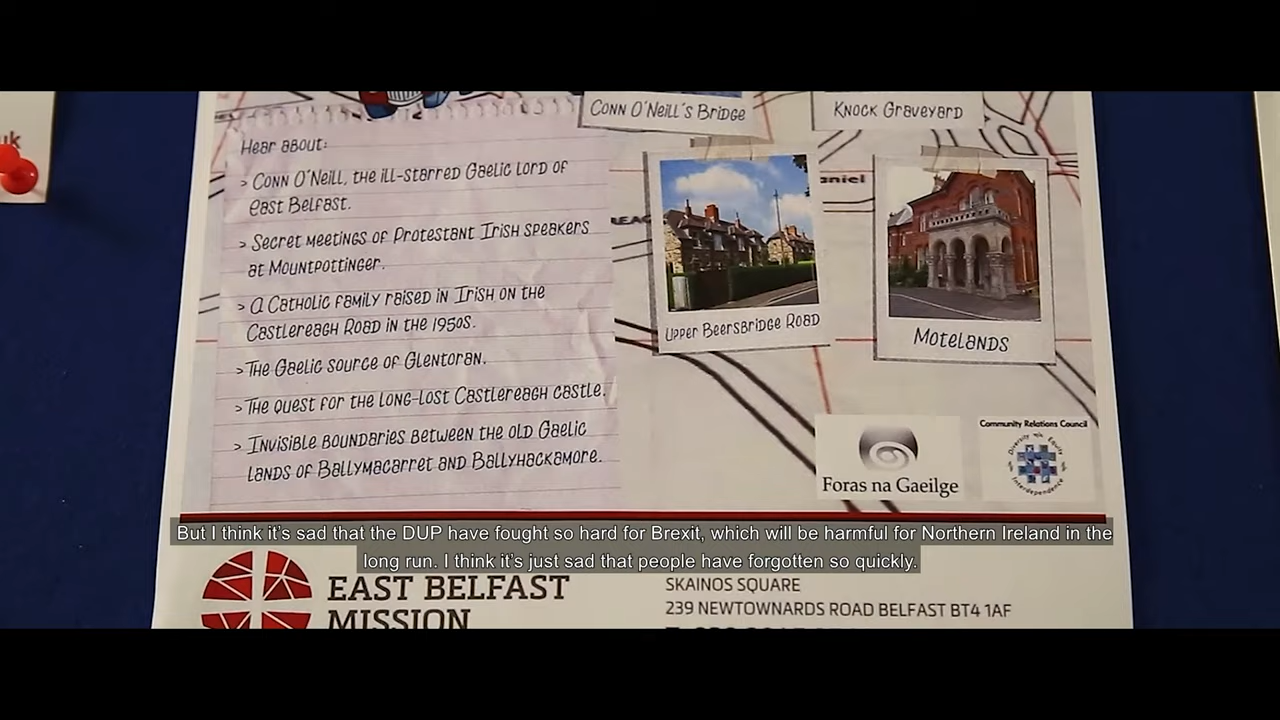 uk
CONN O'NEILL'S BRIDGE
KNOCK GRAVEYARD
HEAR ABOUT:
> CONN O'NEILL, THE ILL-STARRED GAELIC LORD OF
EAST BELFAST.
> SECRET MEETINGS OF PROTESTANT IRISH SPEAKERS
AT MOUNTPOTTINGER.
> A CATHOLIC FAMILY RAISED IN IRISH ON THE
CASTLEREAGH ROAD IN THE 1950S.
> THE GAELIC SOURCE OF GLENTORAN.
> THE QUEST FOR THE LONG-LOST CASTLEREAGH CASTLE.
> INVISIBLE BOUNDARIES BETWEEN THE OLD GAELIC
LANDS OF BALLYMACARRET AND BALLYHACKAMORE.
REAG
aniel
UPPER BEERSBRIDGE ROAD
MOTELANDS
Foras na Gaeilge
Community Relations Council
Diversity Equity
Interdependence
But I think it's sad that the DUP have fought so hard for Brexit, which will be harmful for Northern Ireland in the
long run. I think it's just sad that people have forgotten so quickly.
EAST BELFAST
MISSION
SKAINOS SQUARE
239 NEWTOWNARDS ROAD BELFAST BT4 1AF